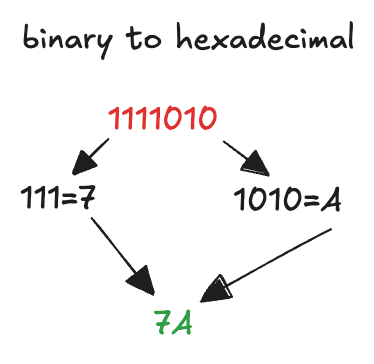 binary to hexadecimal
1111010
111=7
1010=A
7A